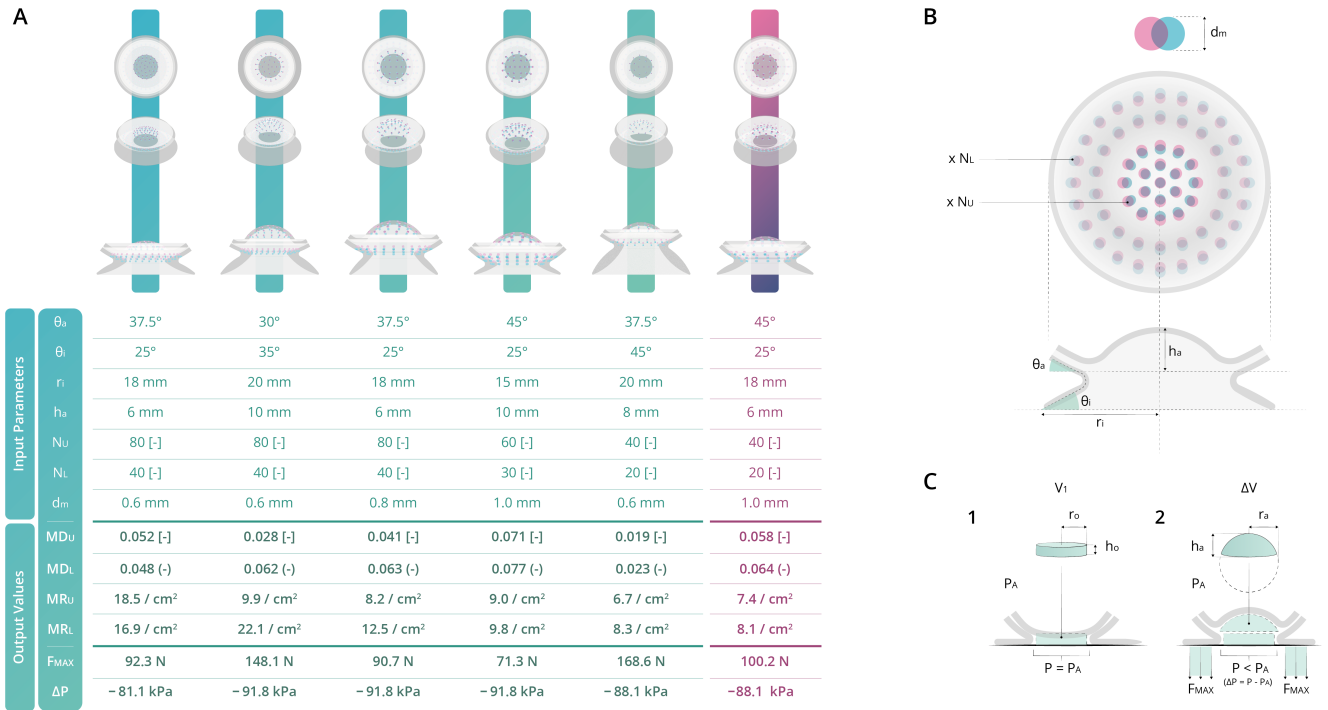 A
Input Parameters
θa 37.5° 30° 37.5° 45° 37.5° 45°
θi 25° 35° 25° 25° 45° 25°
ri 18 mm 20 mm 18 mm 15 mm 20 mm 18 mm
ha 6 mm 10 mm 6 mm 10 mm 8 mm 6 mm
NU 80 [-] 80 [-] 80 [-] 60 [-] 40 [-] 40 [-]
NL 40 [-] 40 [-] 40 [-] 30 [-] 20 [-] 20 [-]
dm 0.6 mm 0.6 mm 0.8 mm 1.0 mm 0.6 mm 1.0 mm
Output Values
MDU 0.052 [-] 0.028 [-] 0.041 [-] 0.071 [-] 0.019 [-] 0.058 [-]
MDL 0.048 (-) 0.062 (-) 0.063 (-) 0.077 (-) 0.023 (-) 0.064 (-)
MRU 18.5 / cm² 9.9 / cm² 8.2 / cm² 9.0 / cm² 6.7 / cm² 7.4 / cm²
MRL 16.9 / cm² 22.1 / cm² 12.5 / cm² 9.8 / cm² 8.3 / cm² 8.1 / cm²
FMAX 92.3 N 148.1 N 90.7 N 71.3 N 168.6 N 100.2 N
ΔP −81.1 kPa −91.8 kPa −91.8 kPa −91.8 kPa −88.1 kPa −88.1 kPa
B
dm
x NL
x NU
ha
θa
θi
ri
C
V1
1
ro
ho
PA
P = PA
ΔV
2
ra
ha
PA
P < PA
(ΔP = P - PA)
FMAX
FMAX